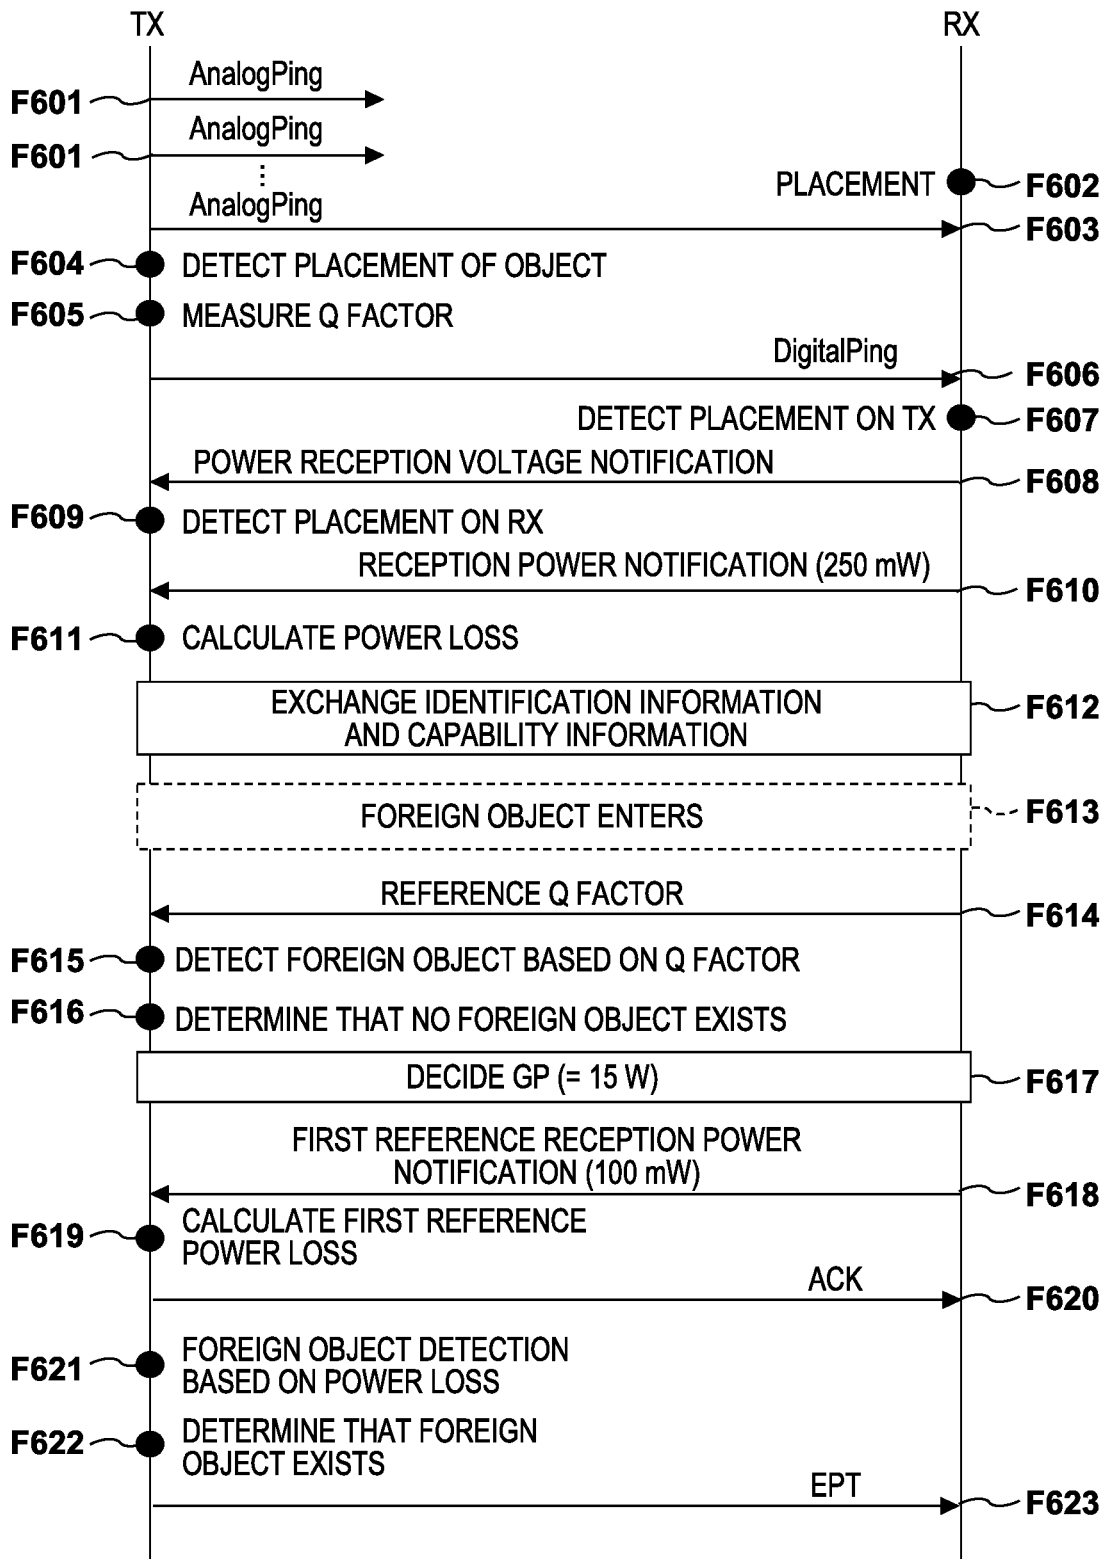 TX
RX
AnalogPing
F601
AnalogPing
F601
PLACEMENT
F602
AnalogPing
F603
F604
DETECT PLACEMENT OF OBJECT
F605
MEASURE Q FACTOR
DigitalPing
F606
DETECT PLACEMENT ON TX
F607
POWER RECEPTION VOLTAGE NOTIFICATION
F608
F609
DETECT PLACEMENT ON RX
RECEPTION POWER NOTIFICATION (250 mW)
F610
F611
CALCULATE POWER LOSS
EXCHANGE IDENTIFICATION INFORMATION
AND CAPABILITY INFORMATION
F612
FOREIGN OBJECT ENTERS
F613
REFERENCE Q FACTOR
F614
F615
DETECT FOREIGN OBJECT BASED ON Q FACTOR
F616
DETERMINE THAT NO FOREIGN OBJECT EXISTS
DECIDE GP (= 15 W)
F617
FIRST REFERENCE RECEPTION POWER
NOTIFICATION (100 mW)
F618
F619
CALCULATE FIRST REFERENCE
POWER LOSS
ACK
F620
F621
FOREIGN OBJECT DETECTION
BASED ON POWER LOSS
F622
DETERMINE THAT FOREIGN
OBJECT EXISTS
EPT
F623